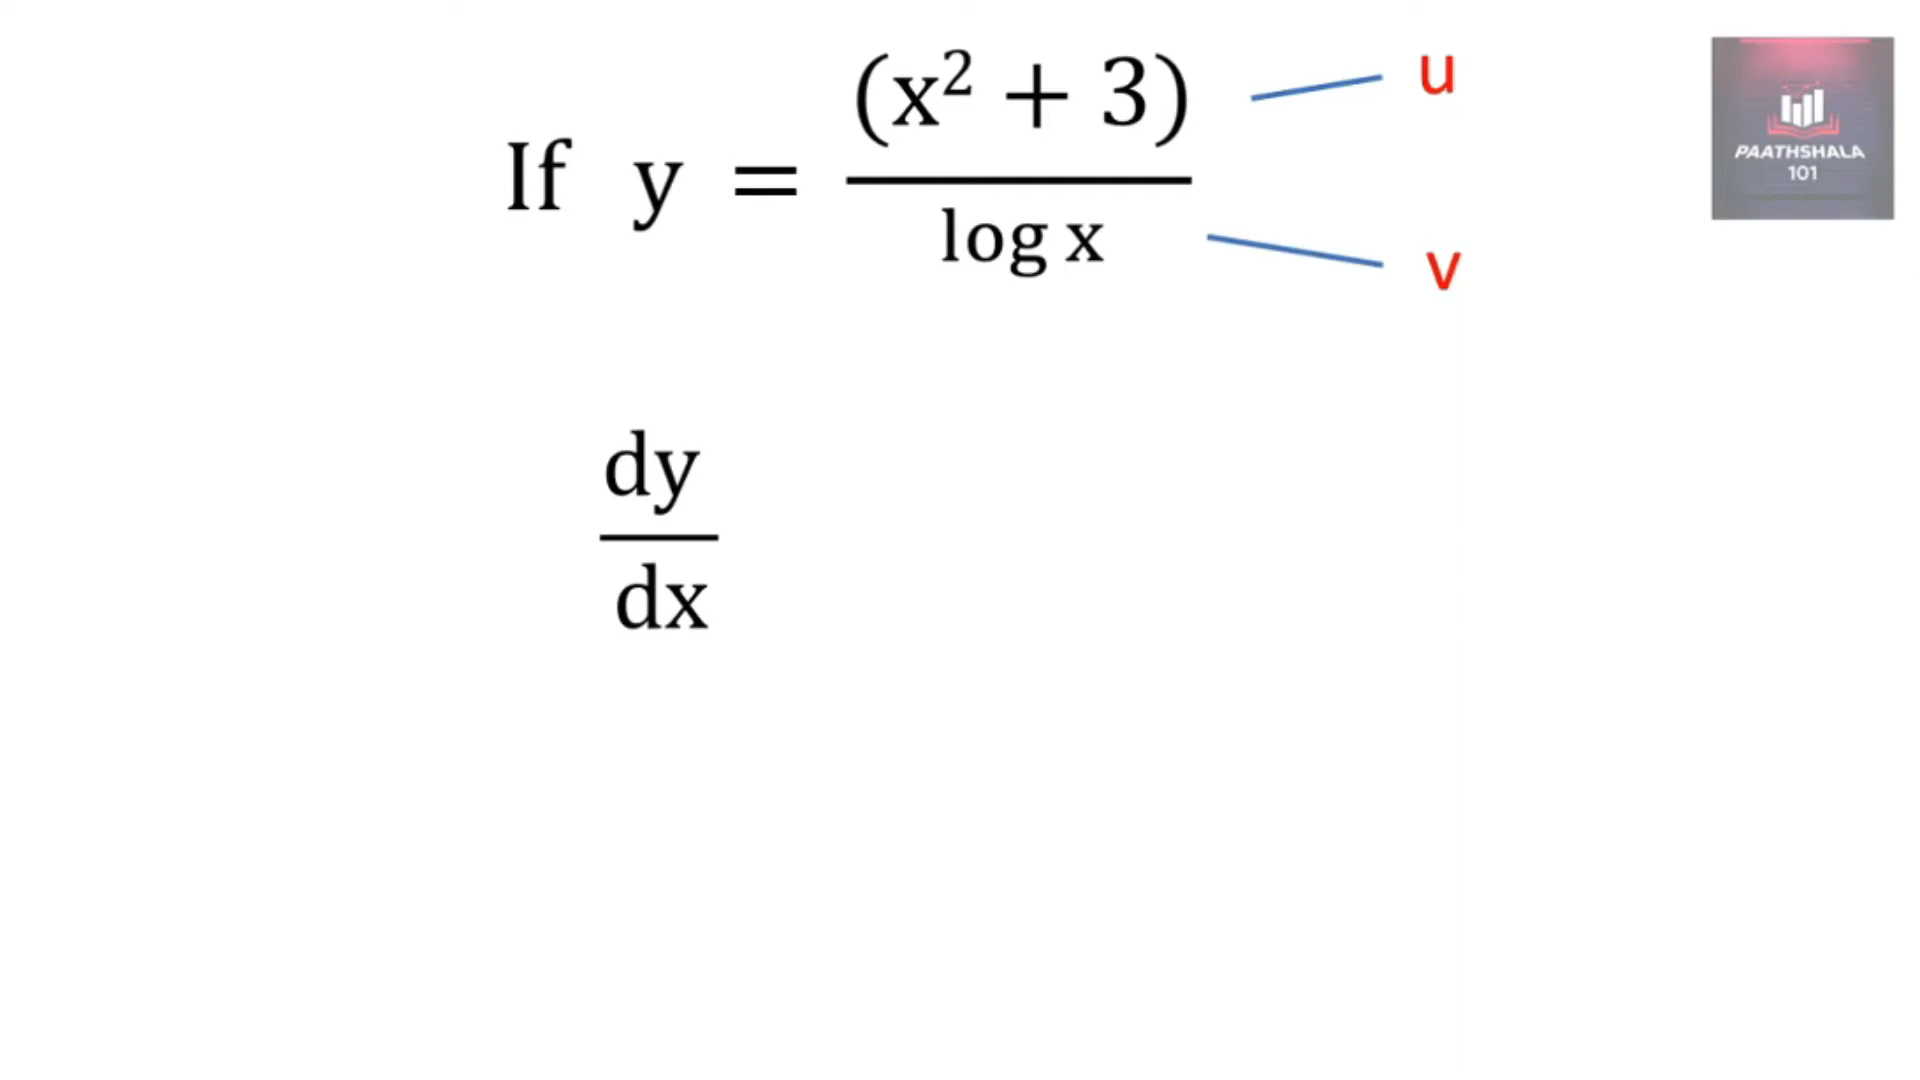 If y = (x² + 3) / log x
u
v
dy
dx
PAATHSHALA
101